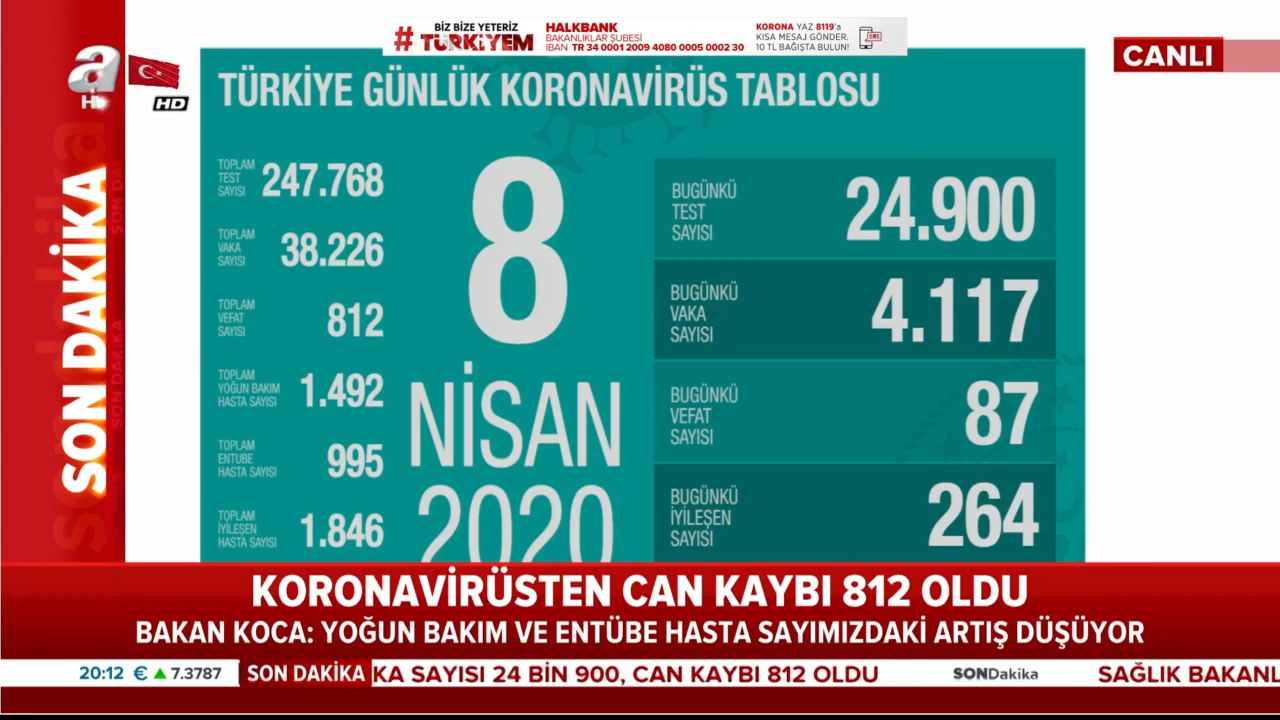 BİZ BİZE YETERİZ
# TÜRKİYEM
HALKBANK
BAKANLIKLAR ŞUBESİ
IBAN TR 34 0001 2009 4080 0005 0002 30
KORONA YAZ 8119'a
KISA MESAJ GÖNDER.
10 TL BAĞIŞTA BULUN!
SMS
a
HD
HD
CANLI
SON DAKİKA
TÜRKİYE GÜNLÜK KORONAVİRÜS TABLOSU
TOPLAM
TEST
SAYISI
247.768
TOPLAM
VAKA
SAYISI
38.226
TOPLAM
VEFAT
SAYISI
812
TOPLAM
YOĞUN BAKIM
HASTA SAYISI
1.492
TOPLAM
ENTUBE
HASTA SAYISI
995
TOPLAM
İYİLEŞEN
HASTA SAYISI
1.846
8
NİSAN
2020
BUGÜNKÜ
TEST
SAYISI
24.900
BUGÜNKÜ
VAKA
SAYISI
4.117
BUGÜNKÜ
VEFAT
SAYISI
87
BUGÜNKÜ
İYİLEŞEN
SAYISI
264
KORONAVİRÜSTEN CAN KAYBI 812 OLDU
BAKAN KOCA: YOĞUN BAKIM VE ENTÜBE HASTA SAYIMIZDAKİ ARTIŞ DÜŞÜYOR
20:12 € ▲ 7.3787 SON DAKİKA KA SAYISI 24 BİN 900, CAN KAYBI 812 OLDU SONDakika SAĞLIK BAKANL